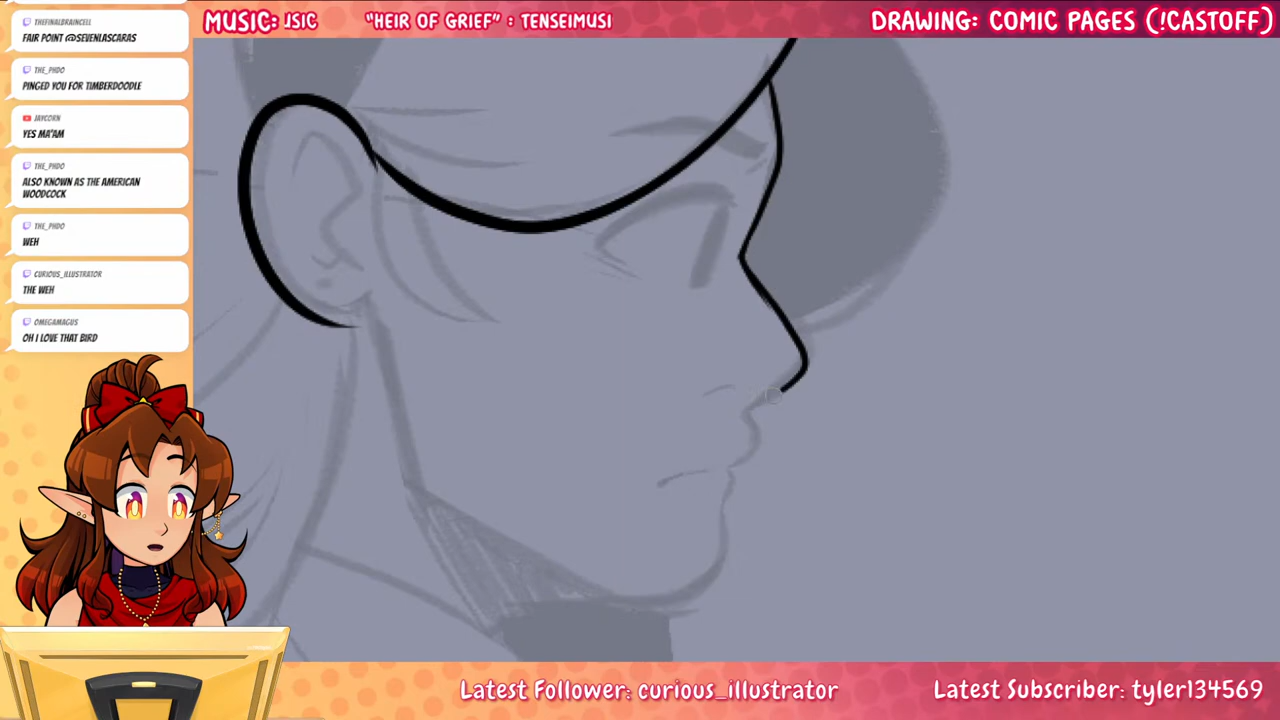 MUSIC: USIC "HEIR OF GRIEF" : TENSEIMUSI
DRAWING: COMIC PAGES (!CASTOFF)
THEFINALBRAINCELL
FAIR POINT @SEVENLASCARAS
THE_PHDO
PINGED YOU FOR TIMBERDOODLE
JAYCORN
YES MA'AM
THE_PHDO
ALSO KNOWN AS THE AMERICAN
WOODCOCK
THE_PHDO
WEH
CURIOUS_ILLUSTRATOR
THE WEH
OMEGAMAGUS
OH I LOVE THAT BIRD
Latest Follower: curious_illustrator
Latest Subscriber: tyler134569